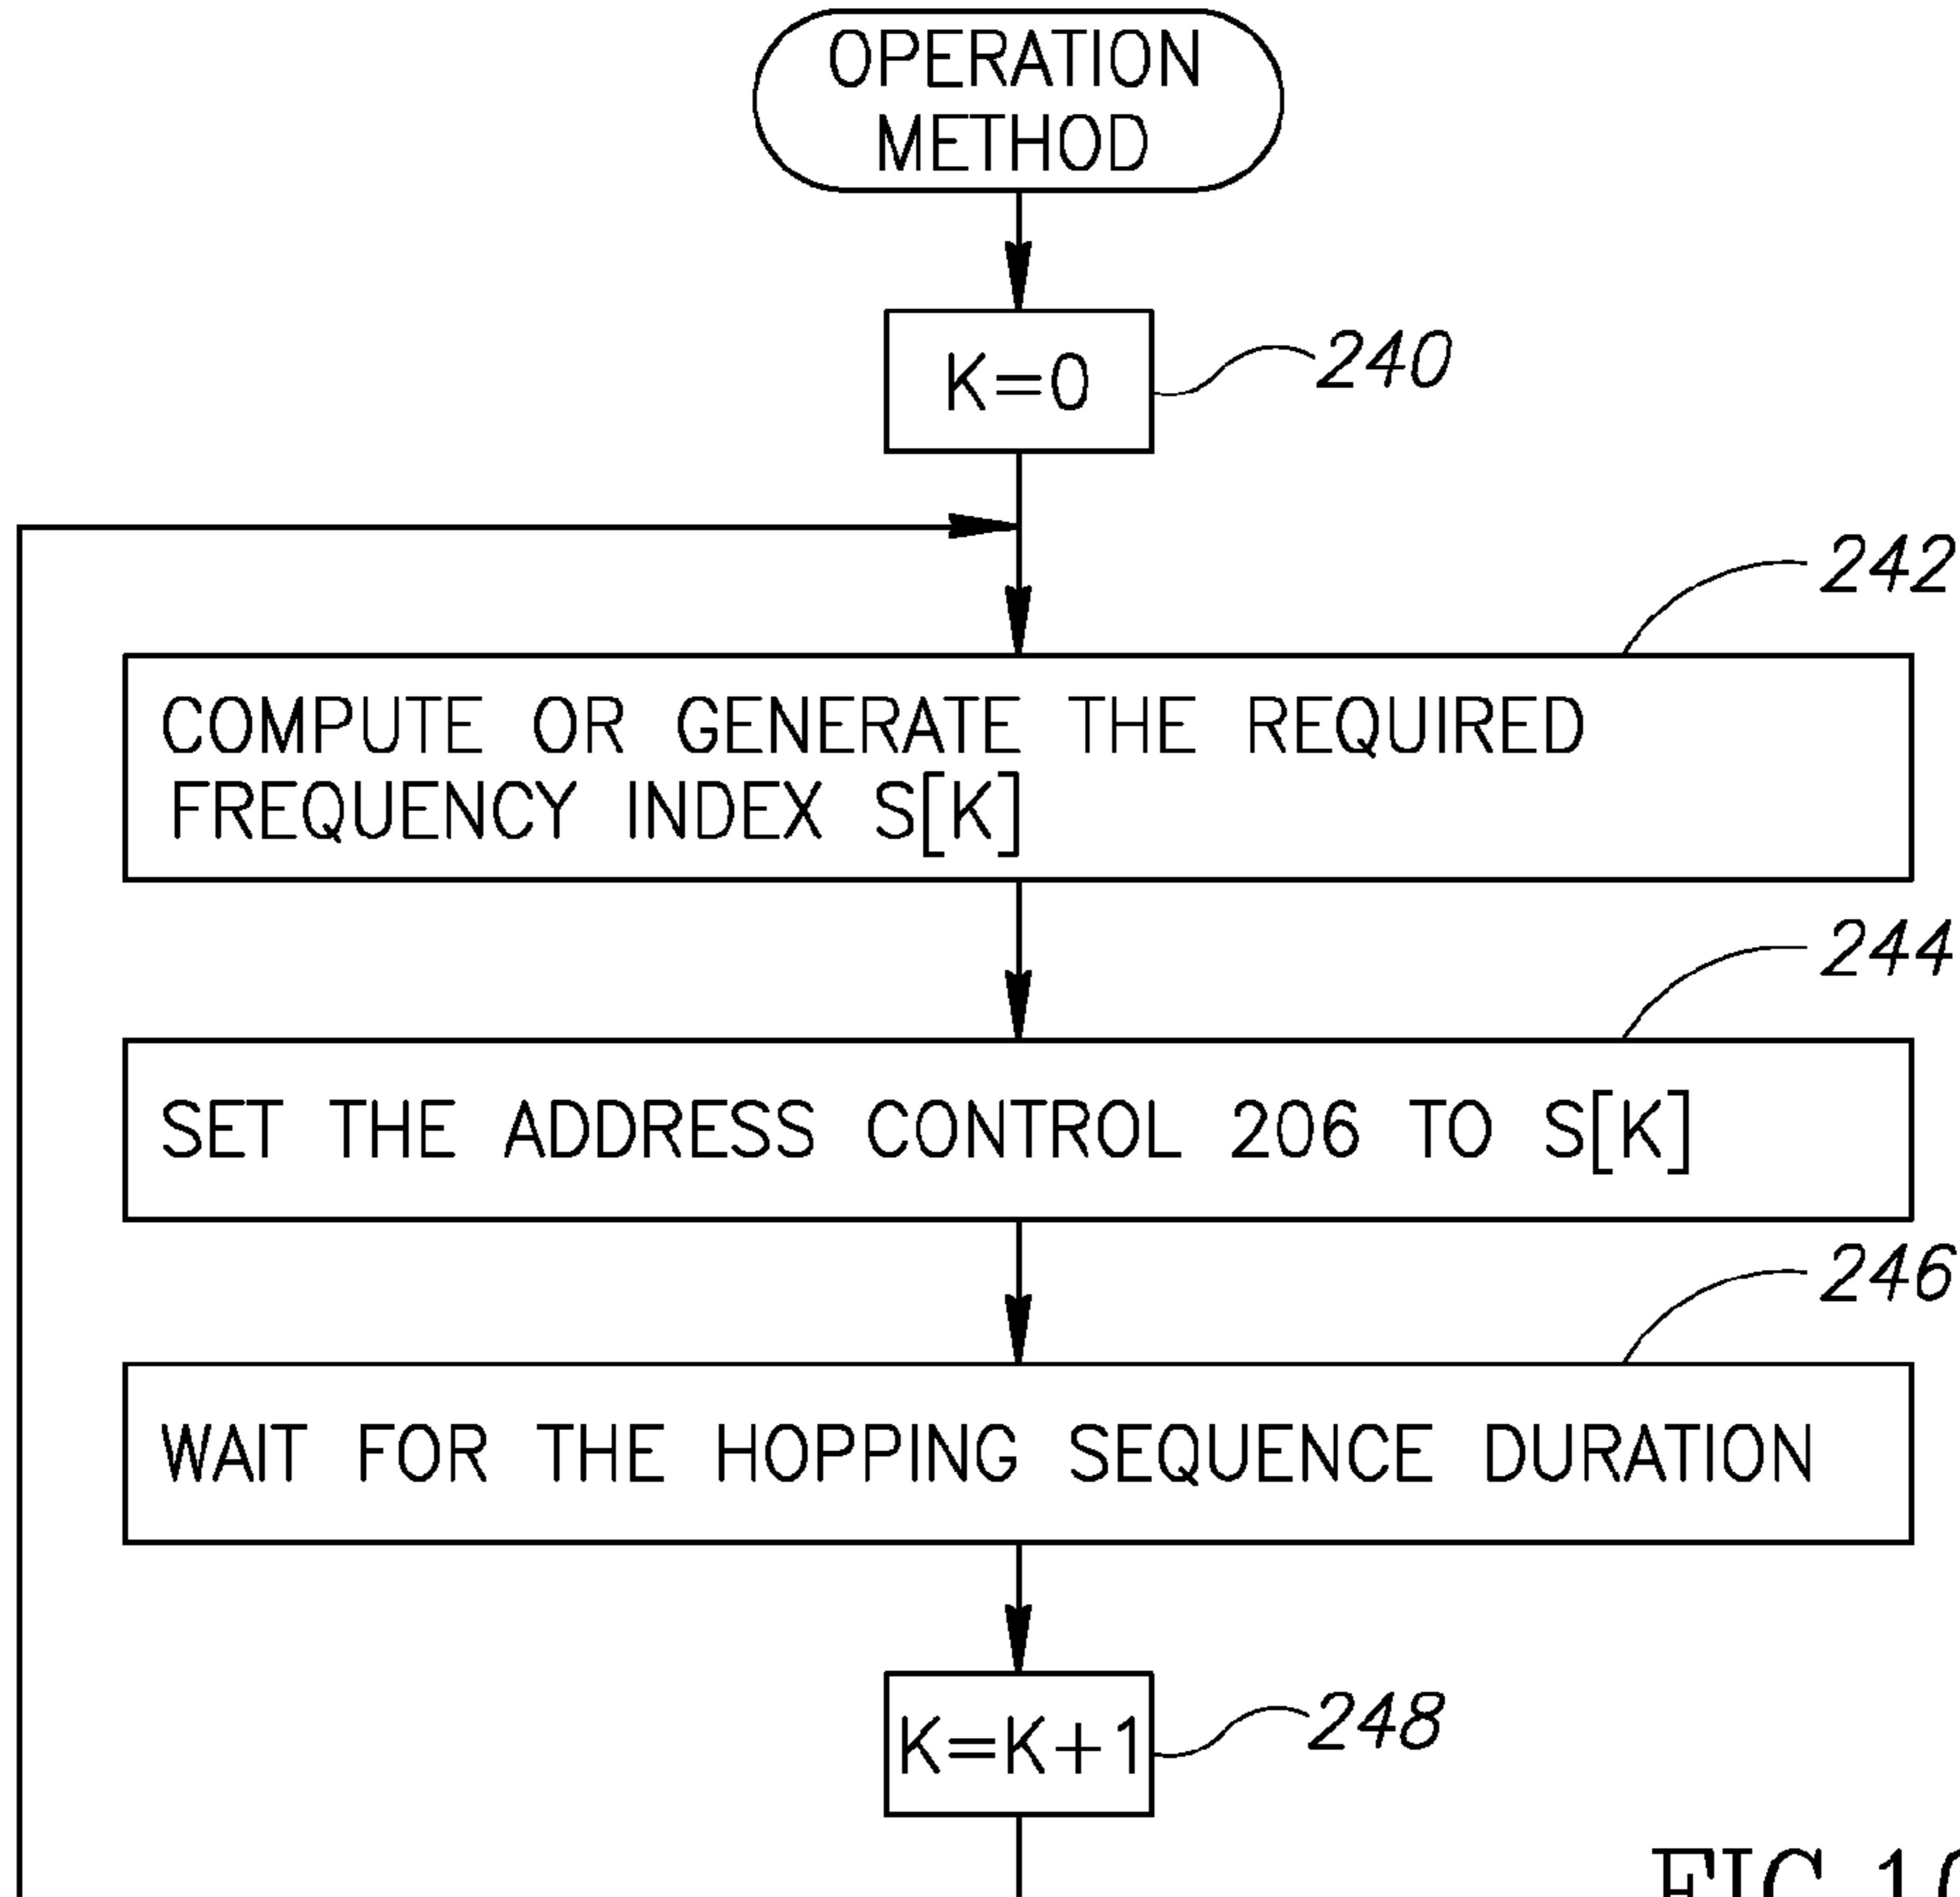 OPERATION
METHOD
K=0
240
242
COMPUTE OR GENERATE THE REQUIRED
FREQUENCY INDEX S[K]
244
SET THE ADDRESS CONTROL 206 TO S[K]
246
WAIT FOR THE HOPPING SEQUENCE DURATION
K=K+1
248